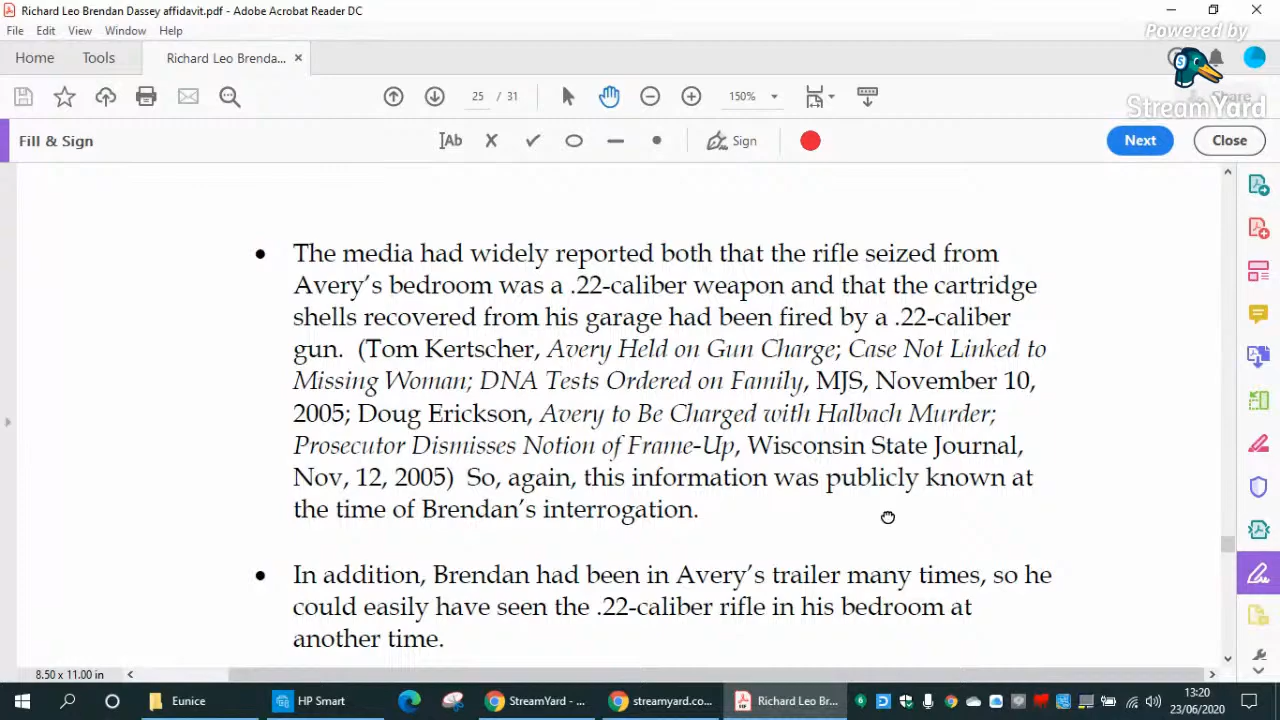 Richard Leo Brendan Dassey affidavit.pdf - Adobe Acrobat Reader DC
Powered by
File Edit View Window Help
Home Tools Richard Leo Brenda... ×
StreamYard
25 / 31 150% Share
Fill & Sign Ab Sign Next Close
• The media had widely reported both that the rifle seized from
Avery's bedroom was a .22-caliber weapon and that the cartridge
shells recovered from his garage had been fired by a .22-caliber
gun. (Tom Kertscher, Avery Held on Gun Charge; Case Not Linked to
Missing Woman; DNA Tests Ordered on Family, MJS, November 10,
2005; Doug Erickson, Avery to Be Charged with Halbach Murder;
Prosecutor Dismisses Notion of Frame-Up, Wisconsin State Journal,
Nov, 12, 2005) So, again, this information was publicly known at
the time of Brendan's interrogation.
• In addition, Brendan had been in Avery's trailer many times, so he
could easily have seen the .22-caliber rifle in his bedroom at
another time.
8.50 x 11.00 in
Eunice HP Smart StreamYard - ... streamyard.co... Richard Leo Br... 13:20
23/06/2020